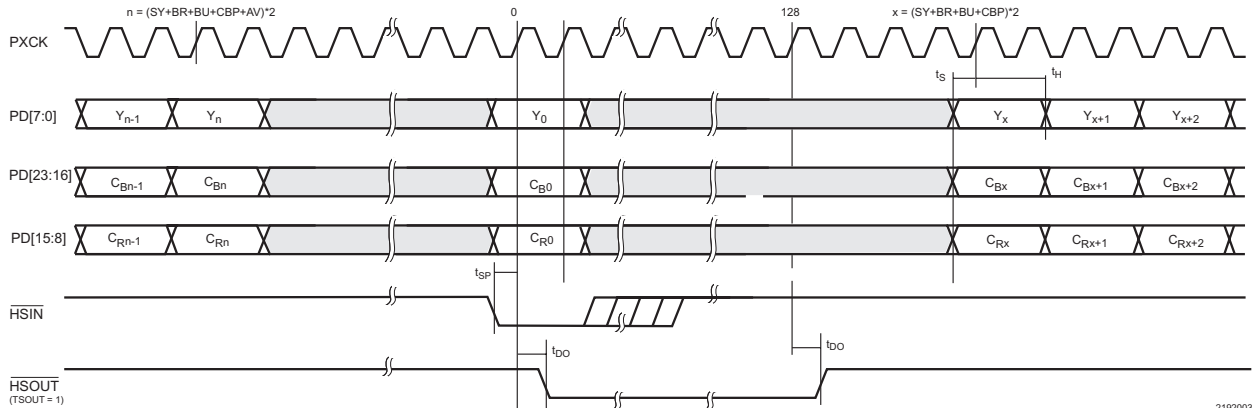 n = (SY+BR+BU+CBP+AV)*2 0 128 x = (SY+BR+BU+CBP)*2
PXCK
tS tH
PD[7:0] Yn-1 Yn Y0 Yx Yx+1 Yx+2
PD[23:16] CBn-1 CBn CB0 CBx CBx+1 CBx+2
PD[15:8] CRn-1 CRn CR0 CRx CRx+1 CRx+2
tSP
HSIN
tDO tDO
HSOUT
(TSOUT = 1)
2192003